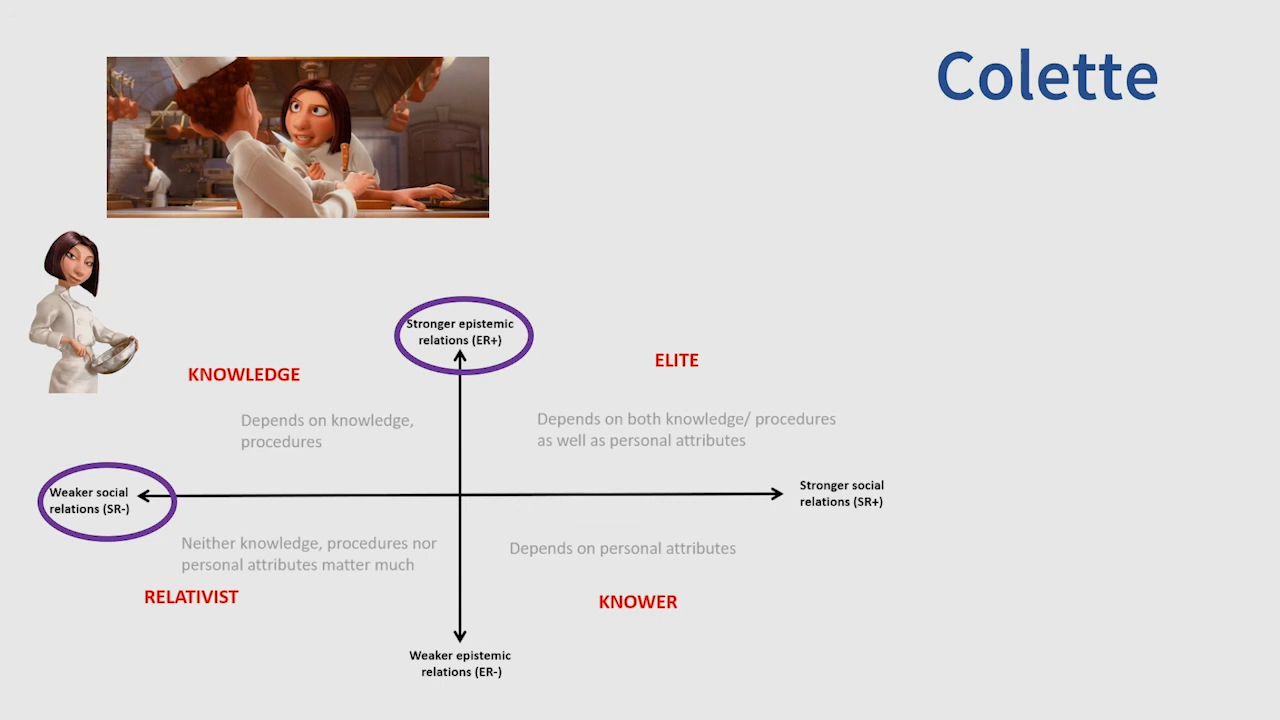 Colette
Stronger epistemic
relations (ER+)
ELITE
KNOWLEDGE
Depends on knowledge,
procedures
Depends on both knowledge/ procedures
as well as personal attributes
Weaker social
relations (SR-)
Stronger social
relations (SR+)
Neither knowledge, procedures nor
personal attributes matter much
Depends on personal attributes
RELATIVIST
KNOWER
Weaker epistemic
relations (ER-)